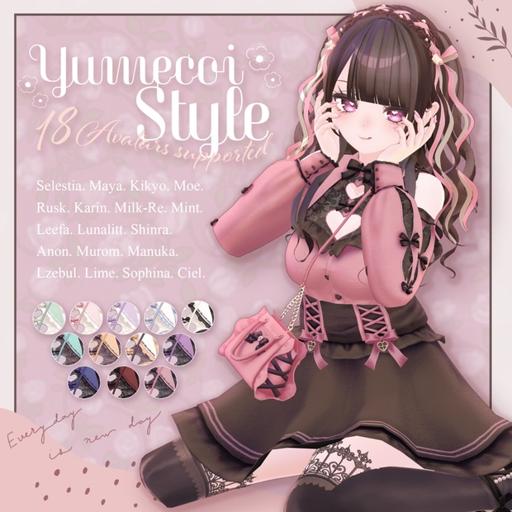 Yumecoi
Style
18 Avatars supported
Selestia. Maya. Kikyo. Moe.
Rusk. Karin. Milk-Re. Mint.
Leefa. Lunalitt. Shinra.
Anon. Murom. Manuka.
Lzebul. Lime. Sophina. Ciel.
Everyday
is new day